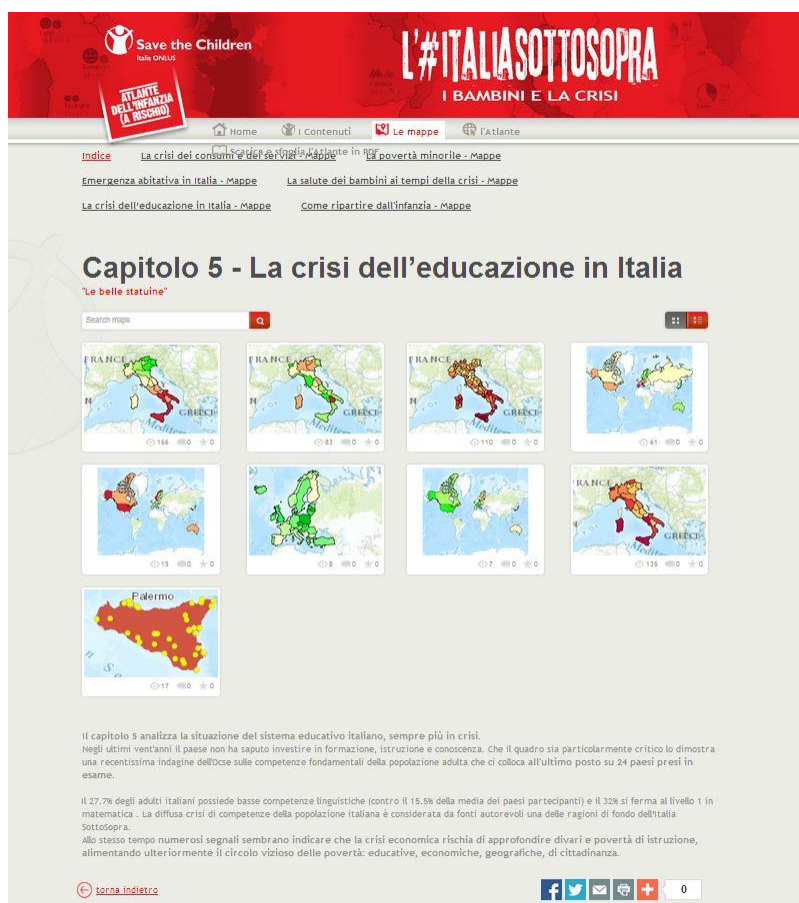 Save the Children
Italia ONLUS
L'#ITALIASOTTOSOPRA
I BAMBINI E LA CRISI
ATLANTE
DELL'INFANZIA
(A RISCHIO)
Home I Contenuti Le mappe l'Atlante
Scarica e sfoglia l'Atlante in PDF
Indice La crisi dei consumi e dei servizi - Mappe La povertà minorile - Mappe
Emergenza abitativa in Italia - Mappe La salute dei bambini ai tempi della crisi - Mappe
La crisi dell'educazione in Italia - Mappe Come ripartire dall'infanzia - Mappe
Capitolo 5 - La crisi dell'educazione in Italia
"Le belle statuine"
Search maps
FRANCE GREECE
FRANCE GRECE
FRANCE GREECE
166 0 0 83 0 0 110 0 0 61 0 0
RANCE GREECE
15 0 0 8 0 0 7 0 0 135 0 0
Palermo
17 0 0
Il capitolo 5 analizza la situazione del sistema educativo italiano, sempre più in crisi.
Negli ultimi vent'anni il paese non ha saputo investire in formazione, istruzione e conoscenza. Che il quadro sia particolarmente critico lo dimostra
una recentissima indagine dell'Ocse sulle competenze fondamentali della popolazione adulta che ci colloca all'ultimo posto su 24 paesi presi in
esame.
Il 27.7% degli adulti italiani possiede basse competenze linguistiche (contro il 15.5% della media dei paesi partecipanti) e il 32% si ferma al livello 1 in
matematica . La diffusa crisi di competenze della popolazione italiana è considerata da fonti autorevoli una delle ragioni di fondo dell'Italia
SottoSopra.
Allo stesso tempo numerosi segnali sembrano indicare che la crisi economica rischia di approfondire divari e povertà di istruzione,
alimentando ulteriormente il circolo vizioso delle povertà: educative, economiche, geografiche, di cittadinanza.
torna indietro
0